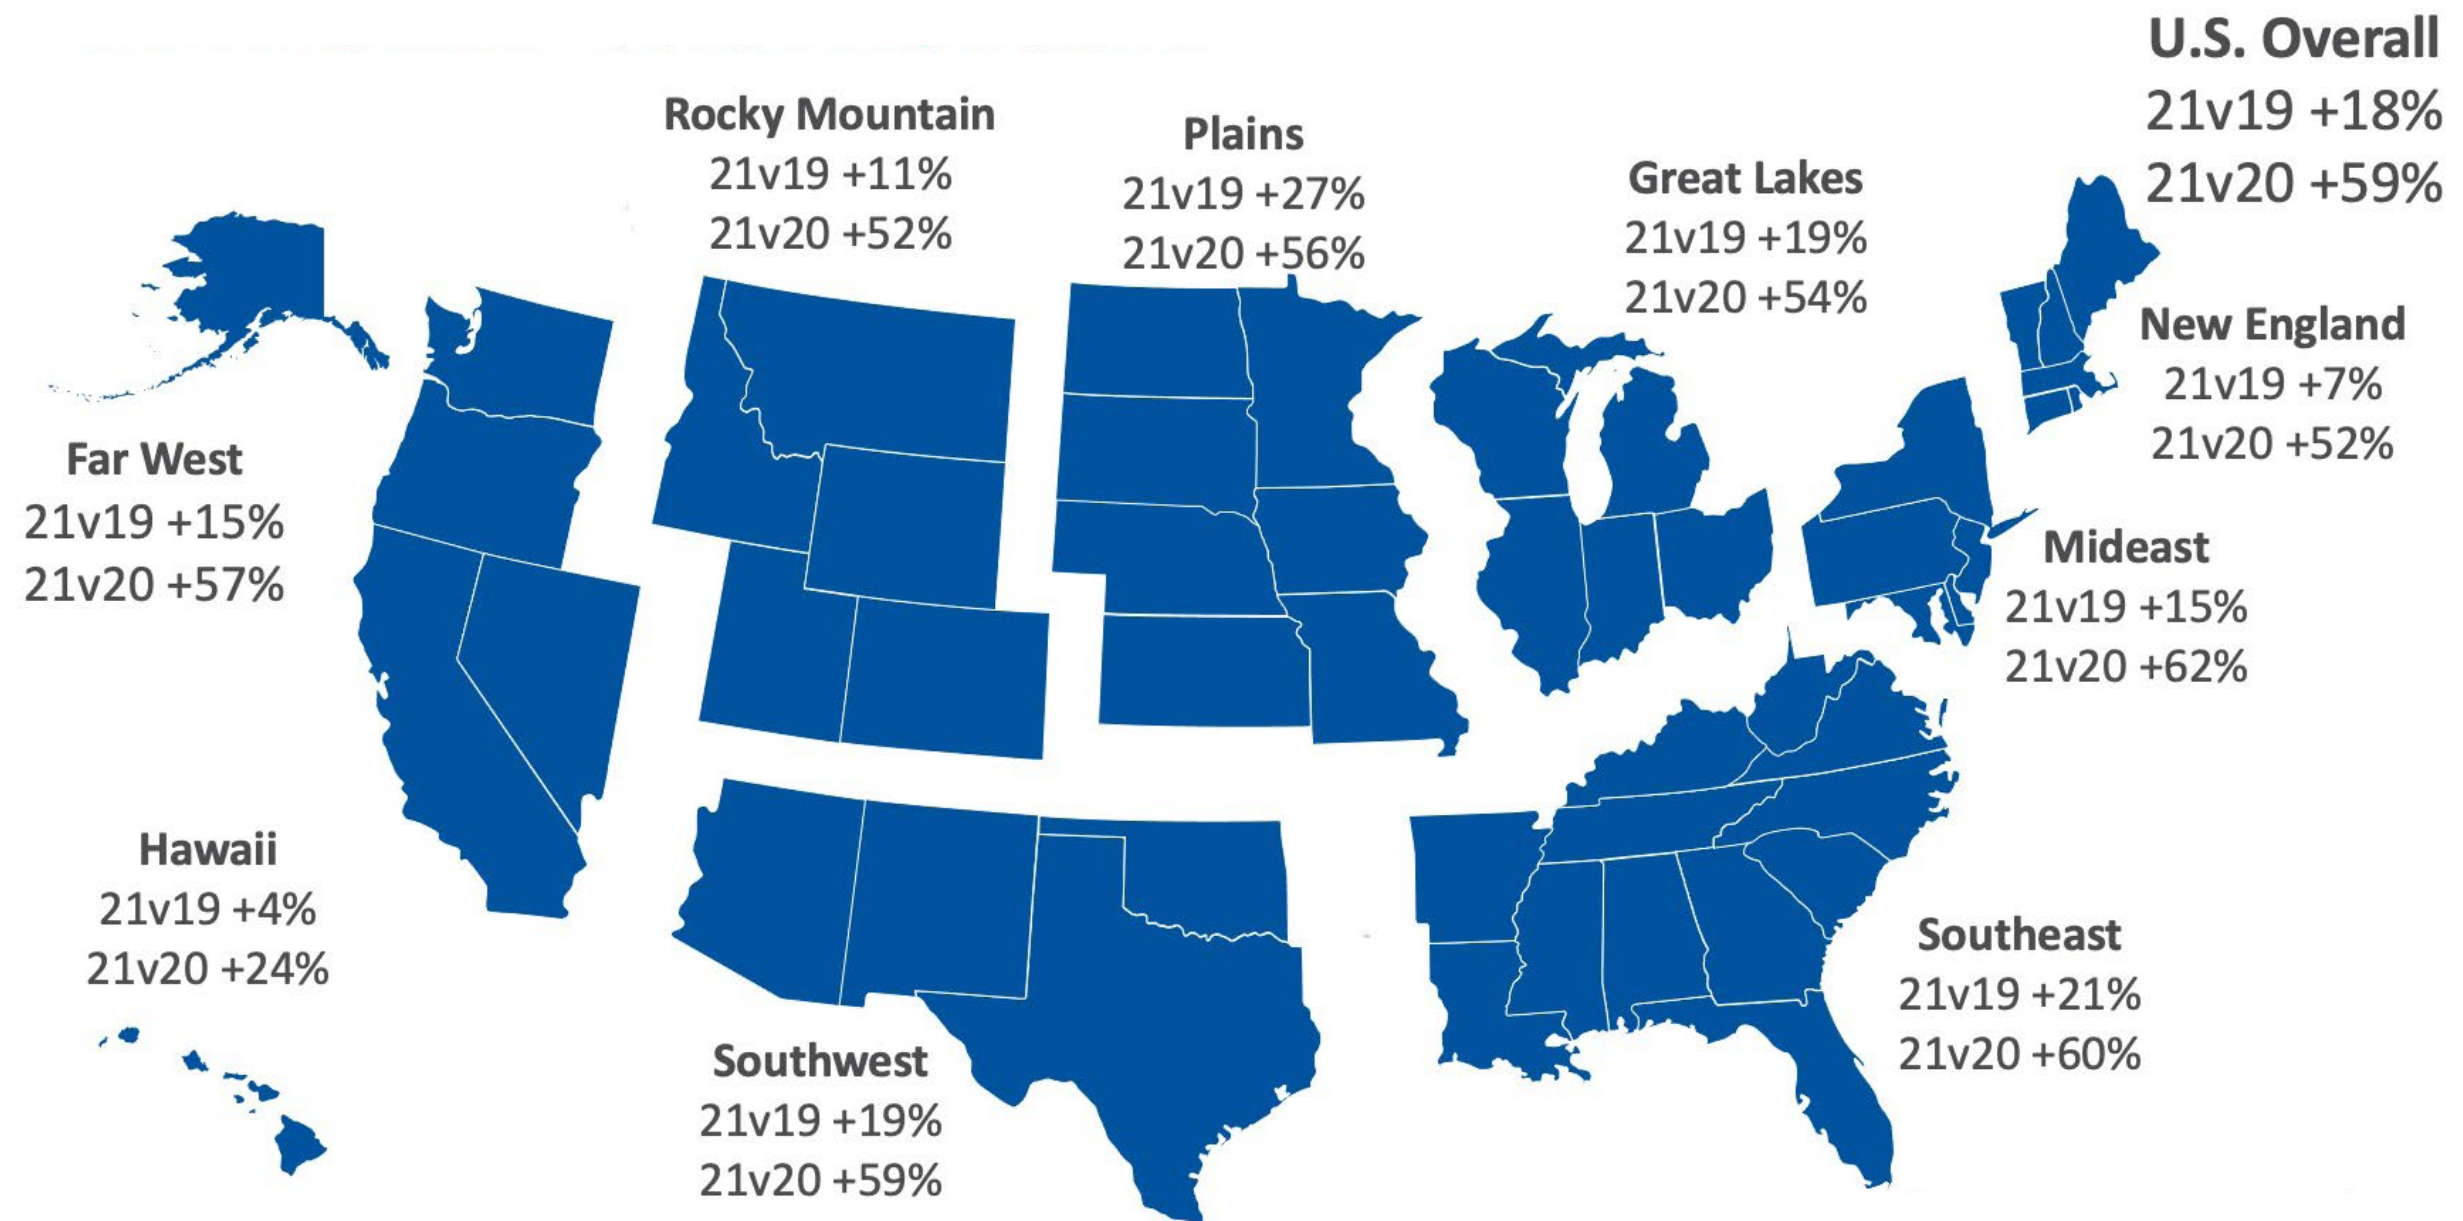 U.S. Overall
21v19 +18%
21v20 +59%
Rocky Mountain
21v19 +11%
21v20 +52%
Plains
21v19 +27%
21v20 +56%
Great Lakes
21v19 +19%
21v20 +54%
New England
21v19 +7%
21v20 +52%
Far West
21v19 +15%
21v20 +57%
Mideast
21v19 +15%
21v20 +62%
Hawaii
21v19 +4%
21v20 +24%
Southeast
21v19 +21%
21v20 +60%
Southwest
21v19 +19%
21v20 +59%